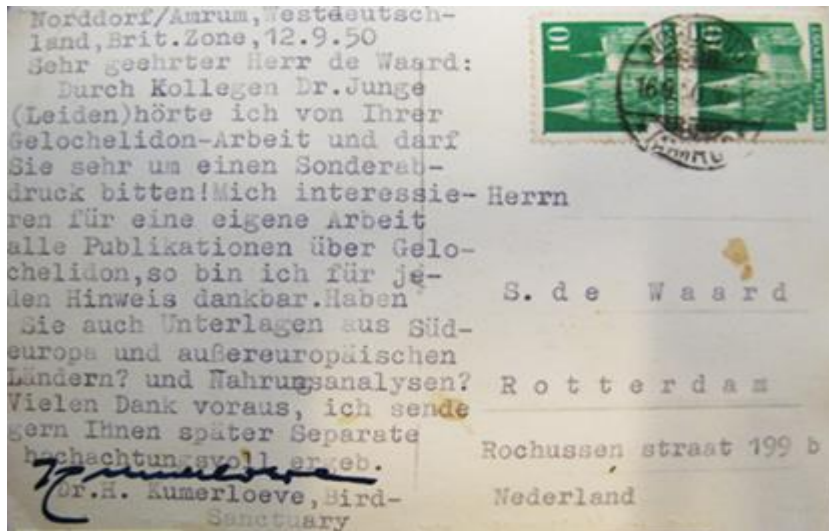 Norddorf/Amrum,Westdeutsch-
land,Brit.Zone,12.9.50
Sehr geehrter Herr de Waard:
Durch Kollegen Dr.Junge
(Leiden)hörte ich von Ihrer
Gelochelidon-Arbeit und darf
Sie sehr um einen Sonderab-
druck bitten!Mich interessie-
ren für eine eigene Arbeit
alle Publikationen über Gelo-
chelidon,so bin ich für je-
den Hinweis dankbar.Haben
Sie auch Unterlagen aus Süd-
europa und außereuropäischen
Ländern? und Nahrungsanalysen?
Vielen Dank voraus, ich sende
gern Ihnen später Separate
hochachtungsvoll ergeb.
Dr.H. Kumerloeve,Bird-
Sanctuary
10
10
Herrn
S. de Waard
Rotterdam
Rochussen straat 199 b
Nederland